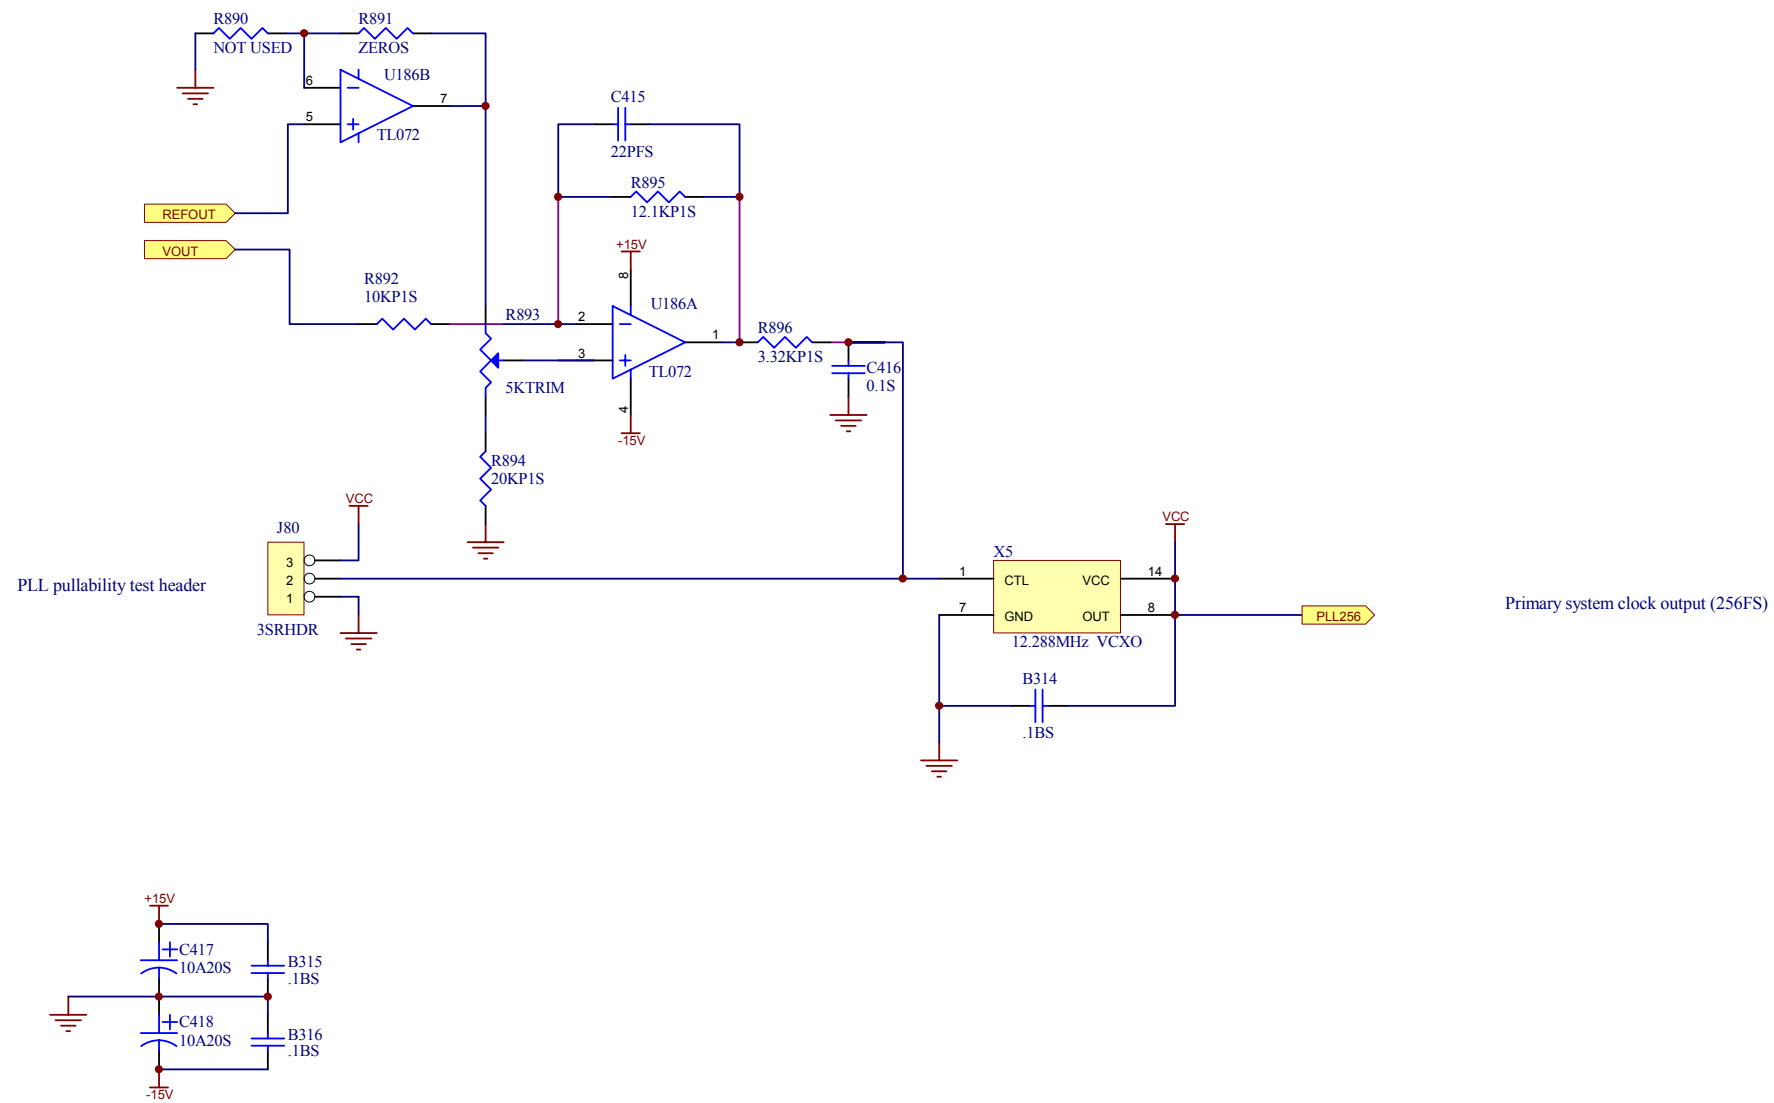 R890
NOT USED
R891
ZEROS
6
5
7
U186B
TL072
REFOUT
VOUT
C415
22PFS
R895
12.1KP1S
+15V
8
R892
10KP1S
R893
5KTRIM
2
3
1
U186A
TL072
4
-15V
R896
3.32KP1S
C416
0.1S
R894
20KP1S
VCC
J80
3
2
1
3SRHDR
PLL pullability test header
VCC
X5
1
CTL
VCC
14
7
GND
OUT
8
12.288MHz VCXO
PLL256
Primary system clock output (256FS)
B314
.1BS
+15V
C417
10A20S
B315
.1BS
C418
10A20S
B316
.1BS
-15V